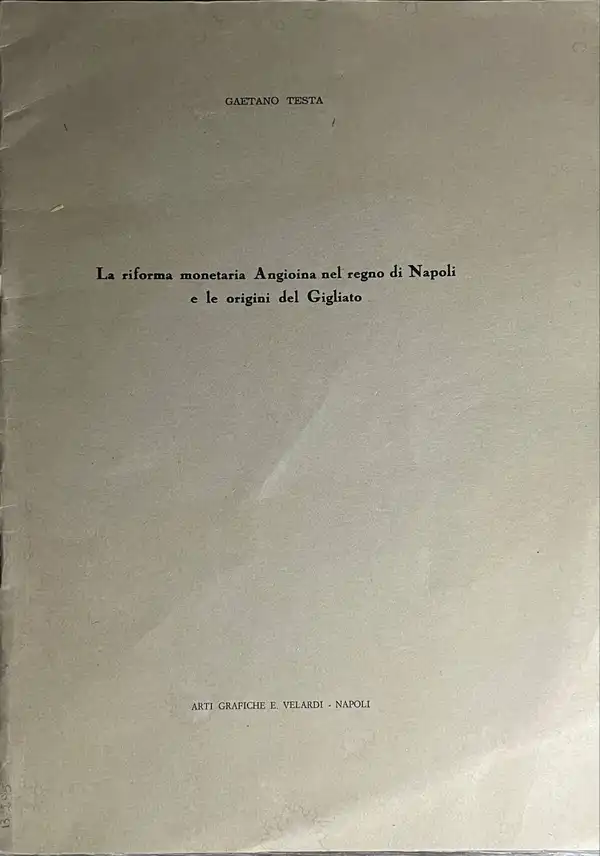 GAETANO TESTA
La riforma monetaria Angioina nel regno di Napoli
e le origini del Gigliato
ARTI GRAFICHE E. VELARDI - NAPOLI